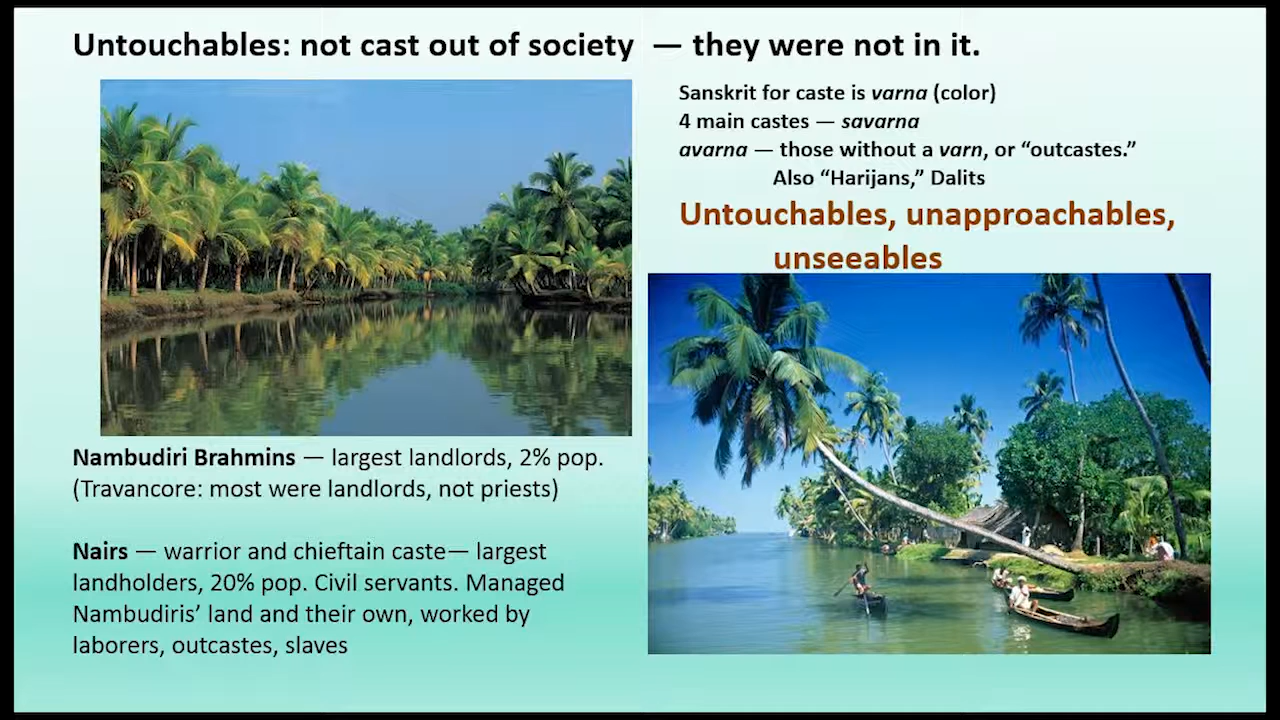 Untouchables: not cast out of society — they were not in it.
Sanskrit for caste is varna (color)
4 main castes — savarna
avarna — those without a varn, or “outcastes.”
Also “Harijans,” Dalits
Untouchables, unapproachables,
unseeables
Nambudiri Brahmins — largest landlords, 2% pop.
(Travancore: most were landlords, not priests)
Nairs — warrior and chieftain caste— largest
landholders, 20% pop. Civil servants. Managed
Nambudiris’ land and their own, worked by
laborers, outcastes, slaves